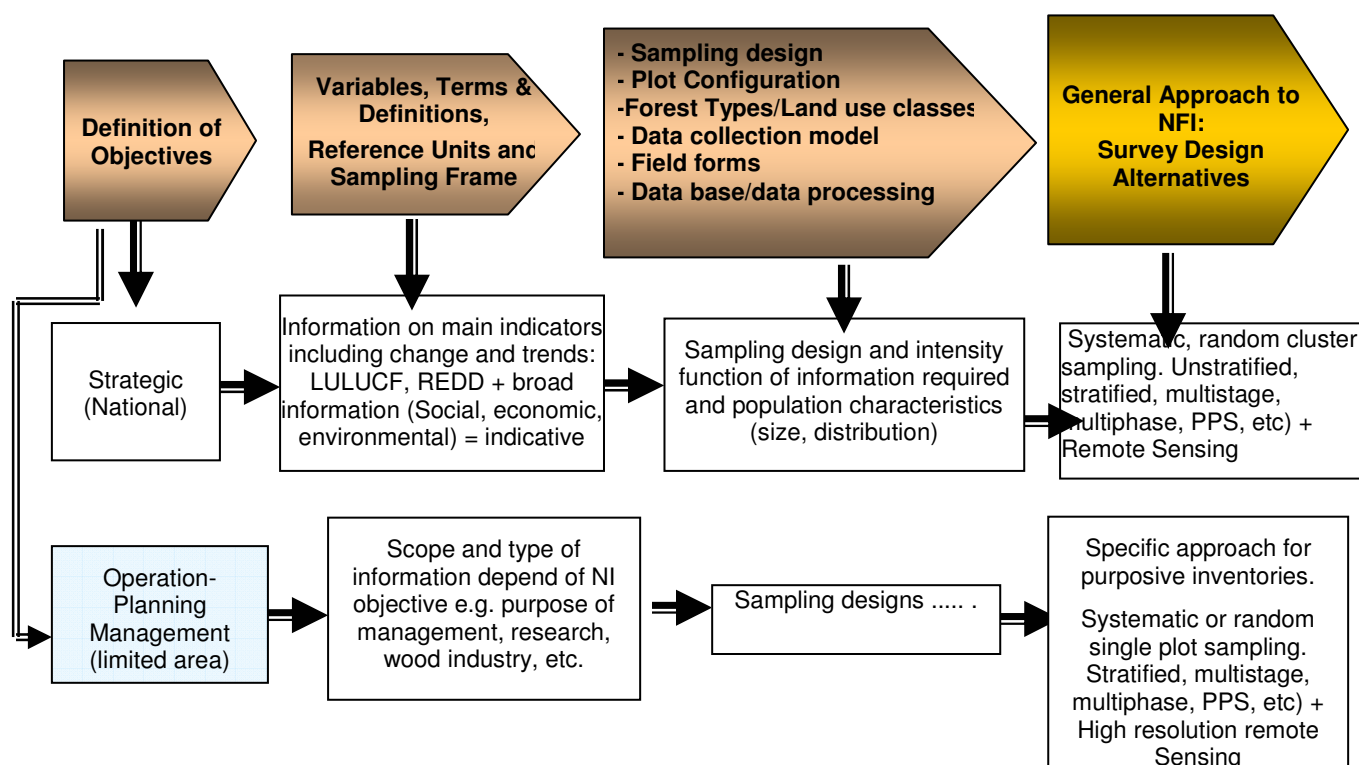 Definition of
Objectives
Variables, Terms &
Definitions,
Reference Units and
Sampling Frame
- Sampling design
- Plot Configuration
-Forest Types/Land use classes
- Data collection model
- Field forms
- Data base/data processing
General Approach to
NFI:
Survey Design
Alternatives
Strategic
(National)
Information on main indicators
including change and trends:
LULUCF, REDD + broad
information (Social, economic,
environmental) = indicative
Sampling design and intensity
function of information required
and population characteristics
(size, distribution)
Systematic, random cluster
sampling. Unstratified,
stratified, multistage,
multiphase, PPS, etc) +
Remote Sensing
Operation-
Planning
Management
(limited area)
Scope and type of
information depend of NI
objective e.g. purpose of
management, research,
wood industry, etc.
Sampling designs ..... .
Specific approach for
purposive inventories.
Systematic or random
single plot sampling.
Stratified, multistage,
multiphase, PPS, etc) +
High resolution remote
Sensing